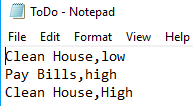 ToDo - Notepad
File Edit Format View Help
Clean House,low
Pay Bills,high
Clean House,High